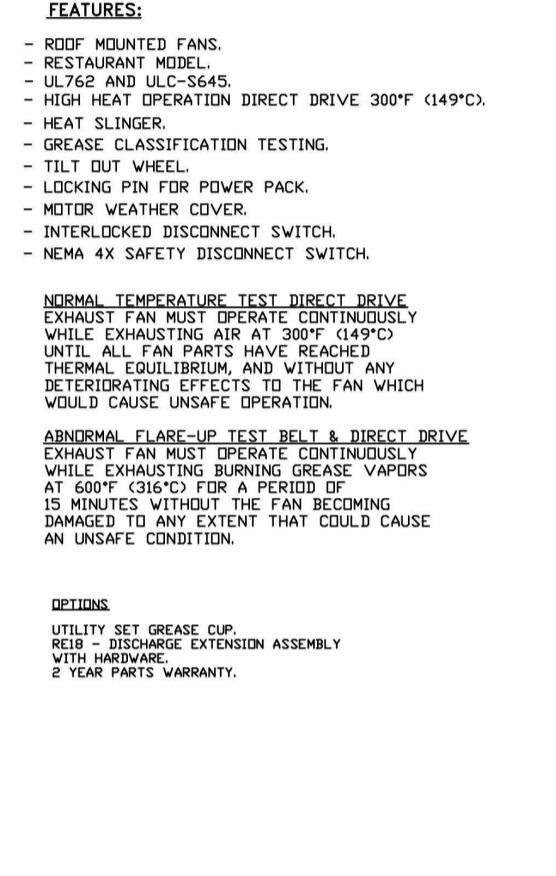 FEATURES:
- ROOF MOUNTED FANS.
- RESTAURANT MODEL.
- UL762 AND ULC-S645.
- HIGH HEAT OPERATION DIRECT DRIVE 300°F (149°C).
- HEAT SLINGER.
- GREASE CLASSIFICATION TESTING.
- TILT OUT WHEEL.
- LOCKING PIN FOR POWER PACK.
- MOTOR WEATHER COVER.
- INTERLOCKED DISCONNECT SWITCH.
- NEMA 4X SAFETY DISCONNECT SWITCH.
NORMAL TEMPERATURE TEST DIRECT DRIVE
EXHAUST FAN MUST OPERATE CONTINUOUSLY
WHILE EXHAUSTING AIR AT 300°F (149°C)
UNTIL ALL FAN PARTS HAVE REACHED
THERMAL EQUILIBRIUM, AND WITHOUT ANY
DETERIORATING EFFECTS TO THE FAN WHICH
WOULD CAUSE UNSAFE OPERATION.
ABNORMAL FLARE-UP TEST BELT & DIRECT DRIVE
EXHAUST FAN MUST OPERATE CONTINUOUSLY
WHILE EXHAUSTING BURNING GREASE VAPORS
AT 600°F (316°C) FOR A PERIOD OF
15 MINUTES WITHOUT THE FAN BECOMING
DAMAGED TO ANY EXTENT THAT COULD CAUSE
AN UNSAFE CONDITION.
OPTIONS
UTILITY SET GREASE CUP.
RE18 - DISCHARGE EXTENSION ASSEMBLY
WITH HARDWARE.
2 YEAR PARTS WARRANTY.